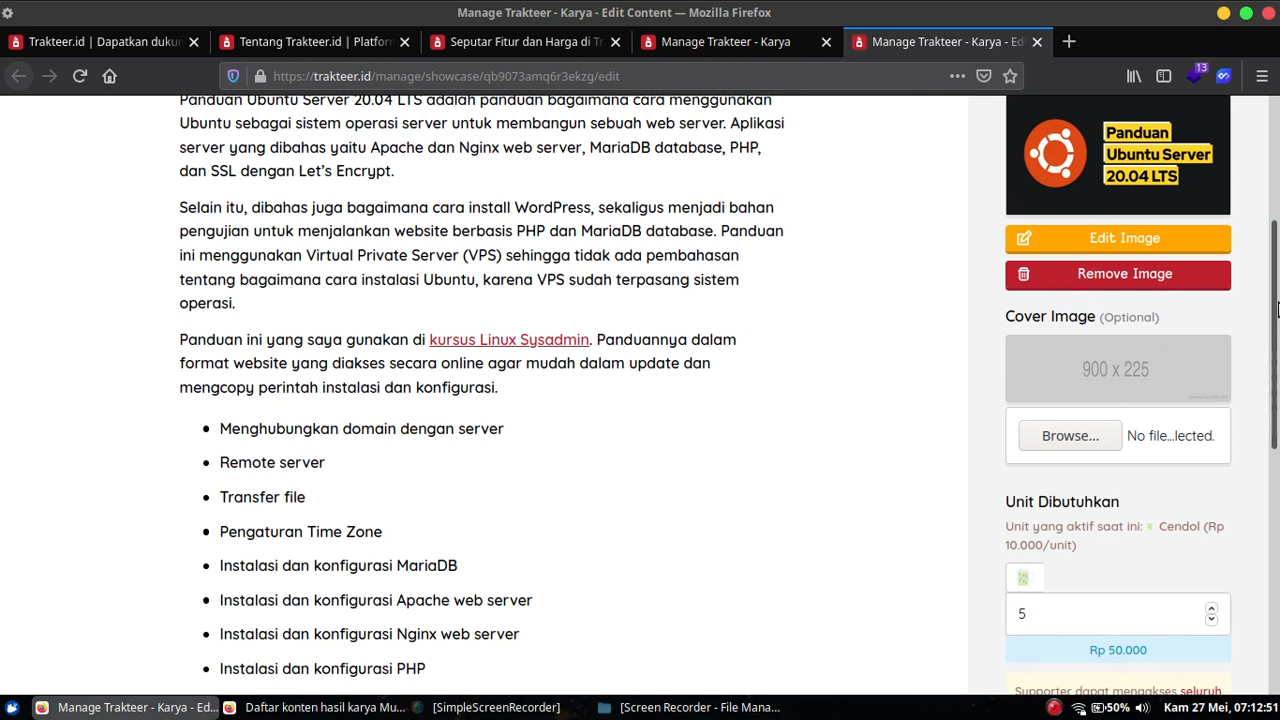 Manage Trakteer - Karya - Edit Content — Mozilla Firefox
Trakteer.id | Dapatkan duku
Tentang Trakteer.id | Platfor
Seputar Fitur dan Harga di Tr
Manage Trakteer - Karya
Manage Trakteer - Karya - Edi
https://trakteer.id/manage/showcase/qb9073amq6r3ekzg/edit
13
Panduan Ubuntu Server 20.04 LTS adalah panduan bagaimana cara menggunakan
Ubuntu sebagai sistem operasi server untuk membangun sebuah web server. Aplikasi
server yang dibahas yaitu Apache dan Nginx web server, MariaDB database, PHP,
dan SSL dengan Let's Encrypt.
Selain itu, dibahas juga bagaimana cara install WordPress, sekaligus menjadi bahan
pengujian untuk menjalankan website berbasis PHP dan MariaDB database. Panduan
ini menggunakan Virtual Private Server (VPS) sehingga tidak ada pembahasan
tentang bagaimana cara instalasi Ubuntu, karena VPS sudah terpasang sistem
operasi.
Panduan ini yang saya gunakan di kursus Linux Sysadmin. Panduannya dalam
format website yang diakses secara online agar mudah dalam update dan
mengcopy perintah instalasi dan konfigurasi.
• Menghubungkan domain dengan server
• Remote server
• Transfer file
• Pengaturan Time Zone
• Instalasi dan konfigurasi MariaDB
• Instalasi dan konfigurasi Apache web server
• Instalasi dan konfigurasi Nginx web server
• Instalasi dan konfigurasi PHP
Panduan
Ubuntu Server
20.04 LTS
Edit Image
Remove Image
Cover Image (Optional)
900 x 225
Browse... No file...lected.
Unit Dibutuhkan
Unit yang aktif saat ini: Cendol (Rp
10.000/unit)
5
Rp 50.000
Supporter dapat mengakses seluruh
Manage Trakteer - Karya - Ed...
Daftar konten hasil karya Mu...
[SimpleScreenRecorder]
[Screen Recorder - File Mana...
50%
Kam 27 Mei, 07:12:51